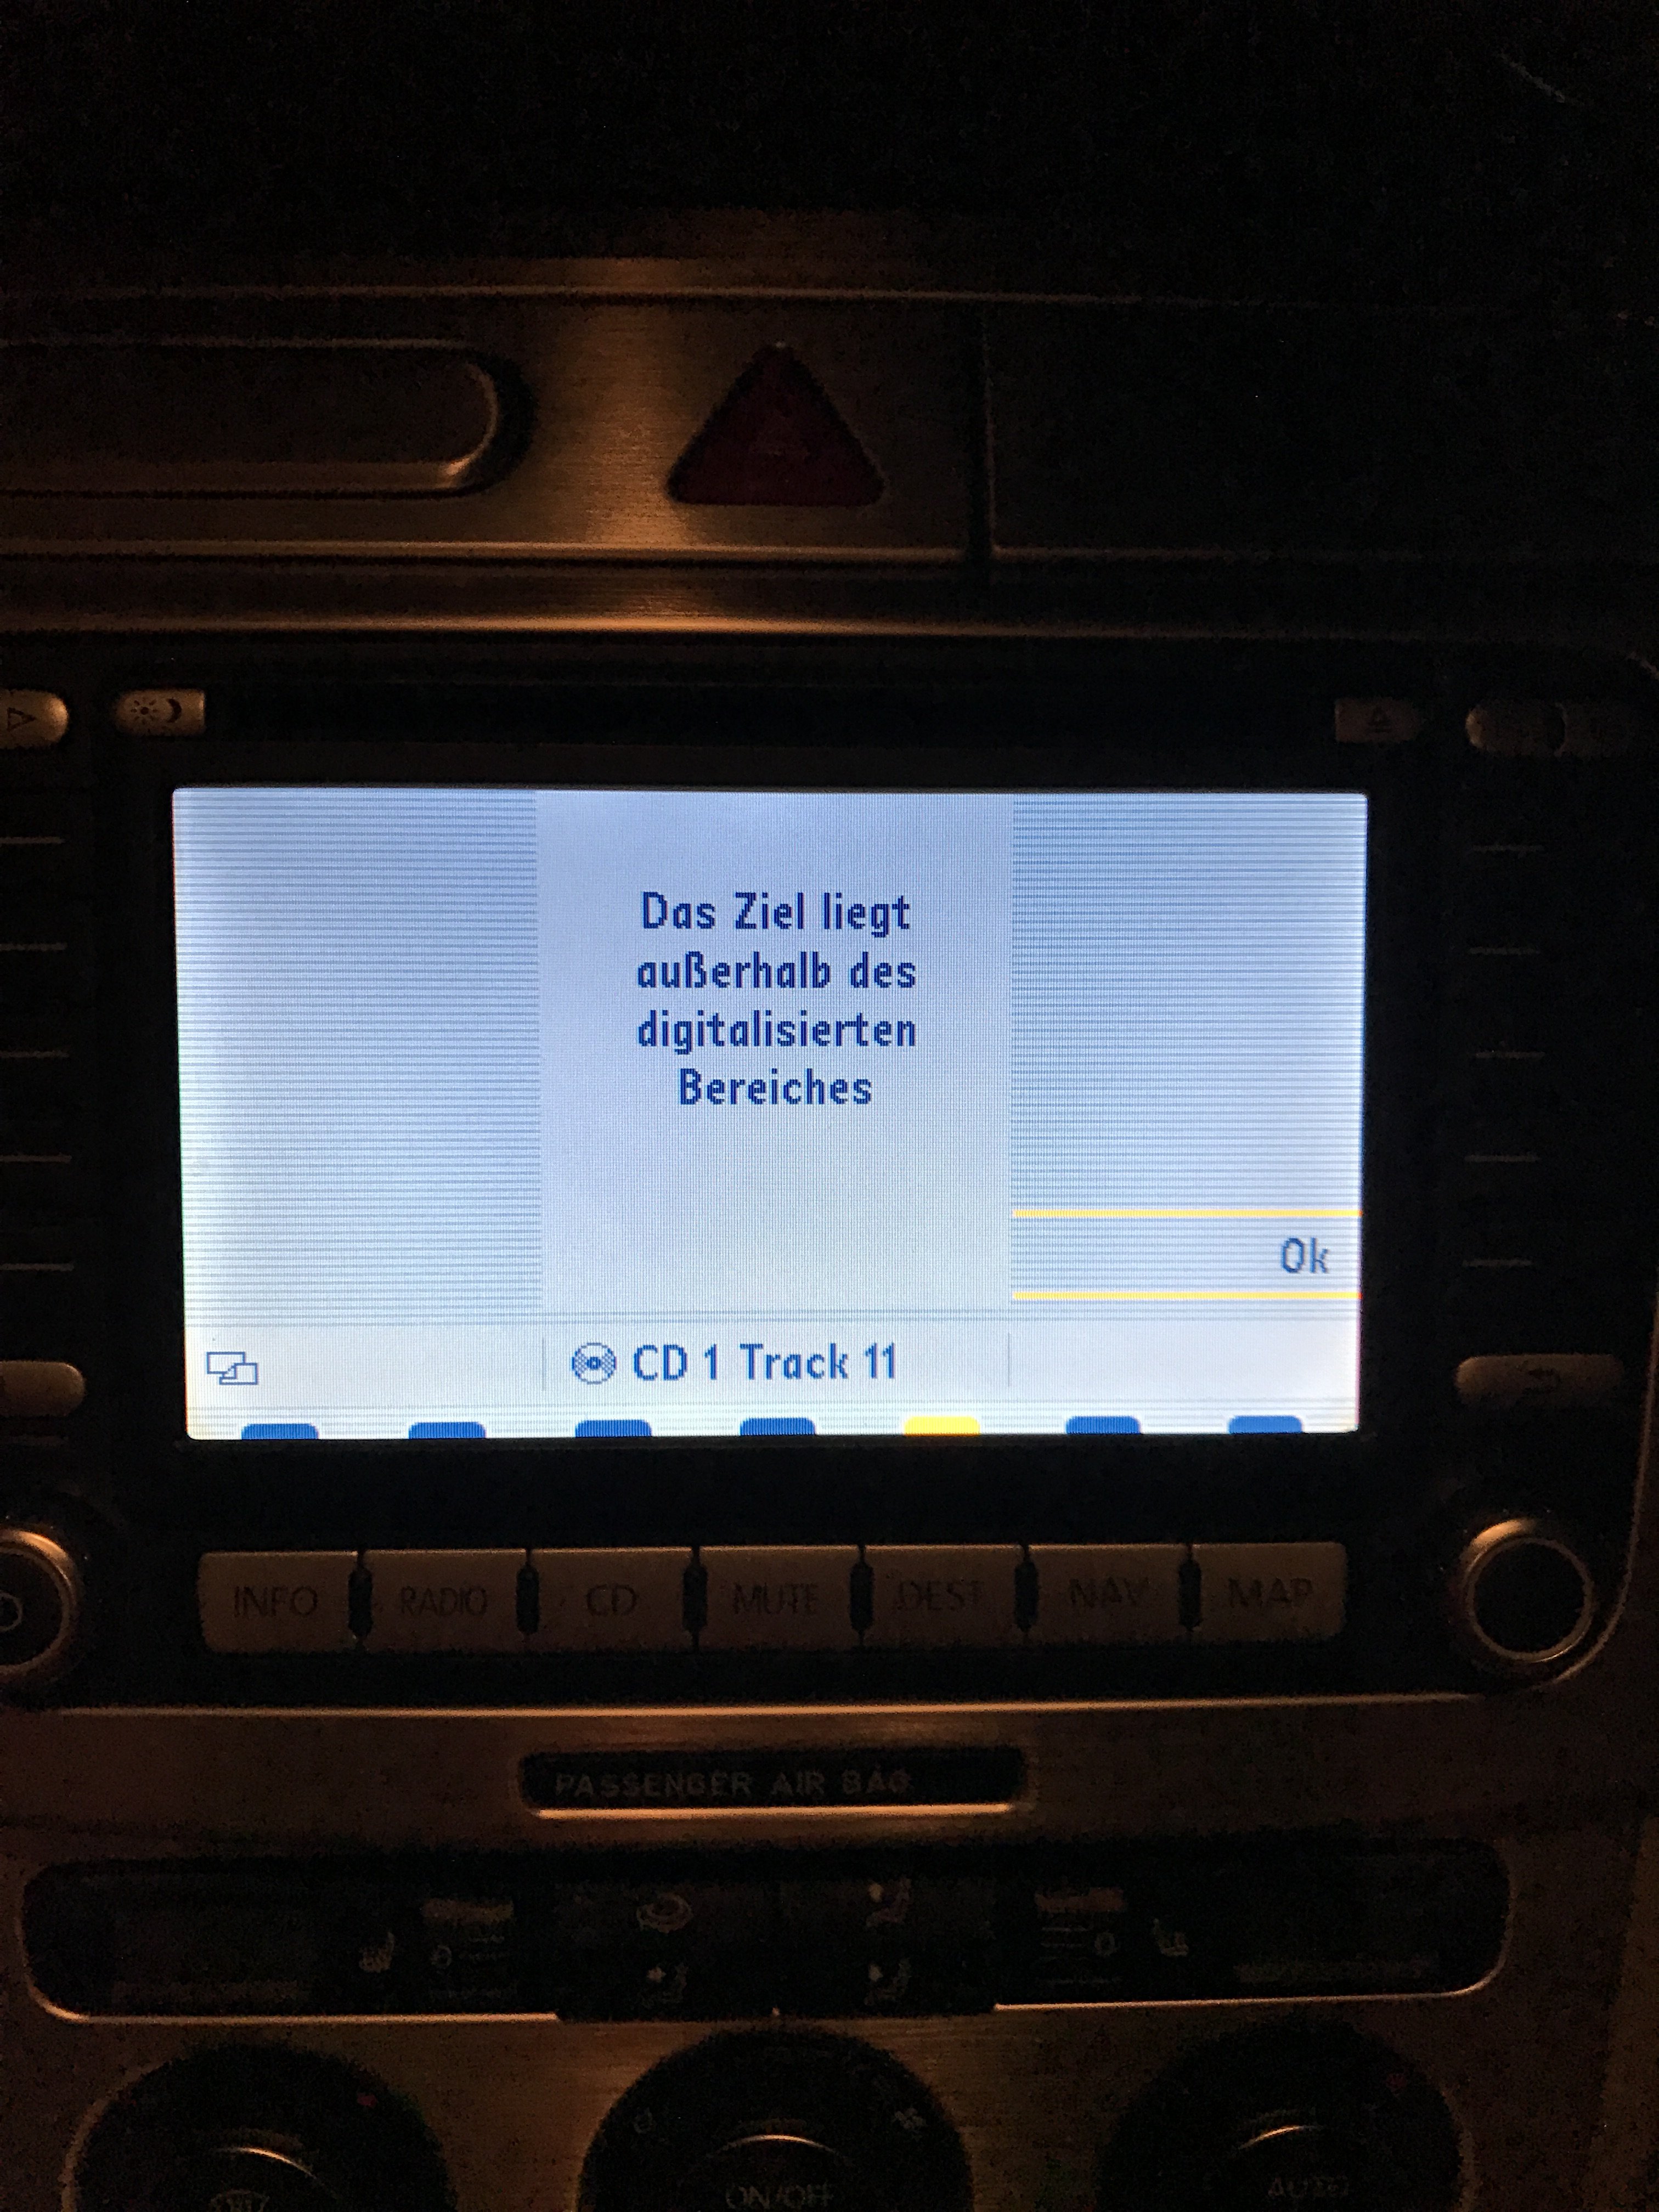 Das Ziel liegt
außerhalb des
digitalisierten
Bereiches
Ok
CD 1 Track 11
INFO RADIO CD MUTE DEST NAV MAP
PASSENGER AIR BAG
ON/OFF
AUTO